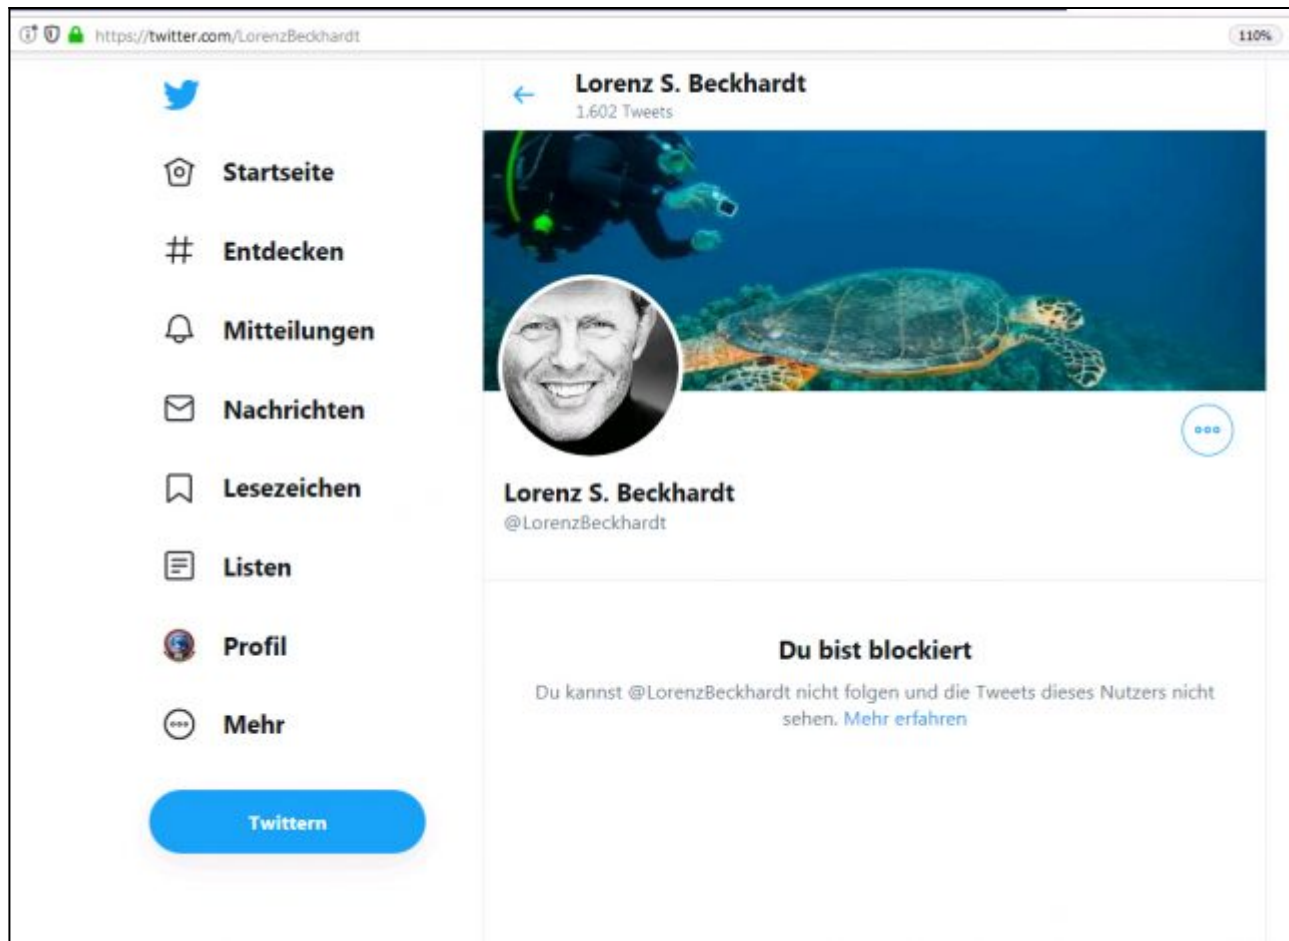 https://twitter.com/LorenzBeckhardt
110%
Lorenz S. Beckhardt
1.602 Tweets
Startseite
Entdecken
Mitteilungen
Nachrichten
Lesezeichen
Listen
Profil
Mehr
Twittern
Lorenz S. Beckhardt
@LorenzBeckhardt
Du bist blockiert
Du kannst @LorenzBeckhardt nicht folgen und die Tweets dieses Nutzers nicht
sehen. Mehr erfahren